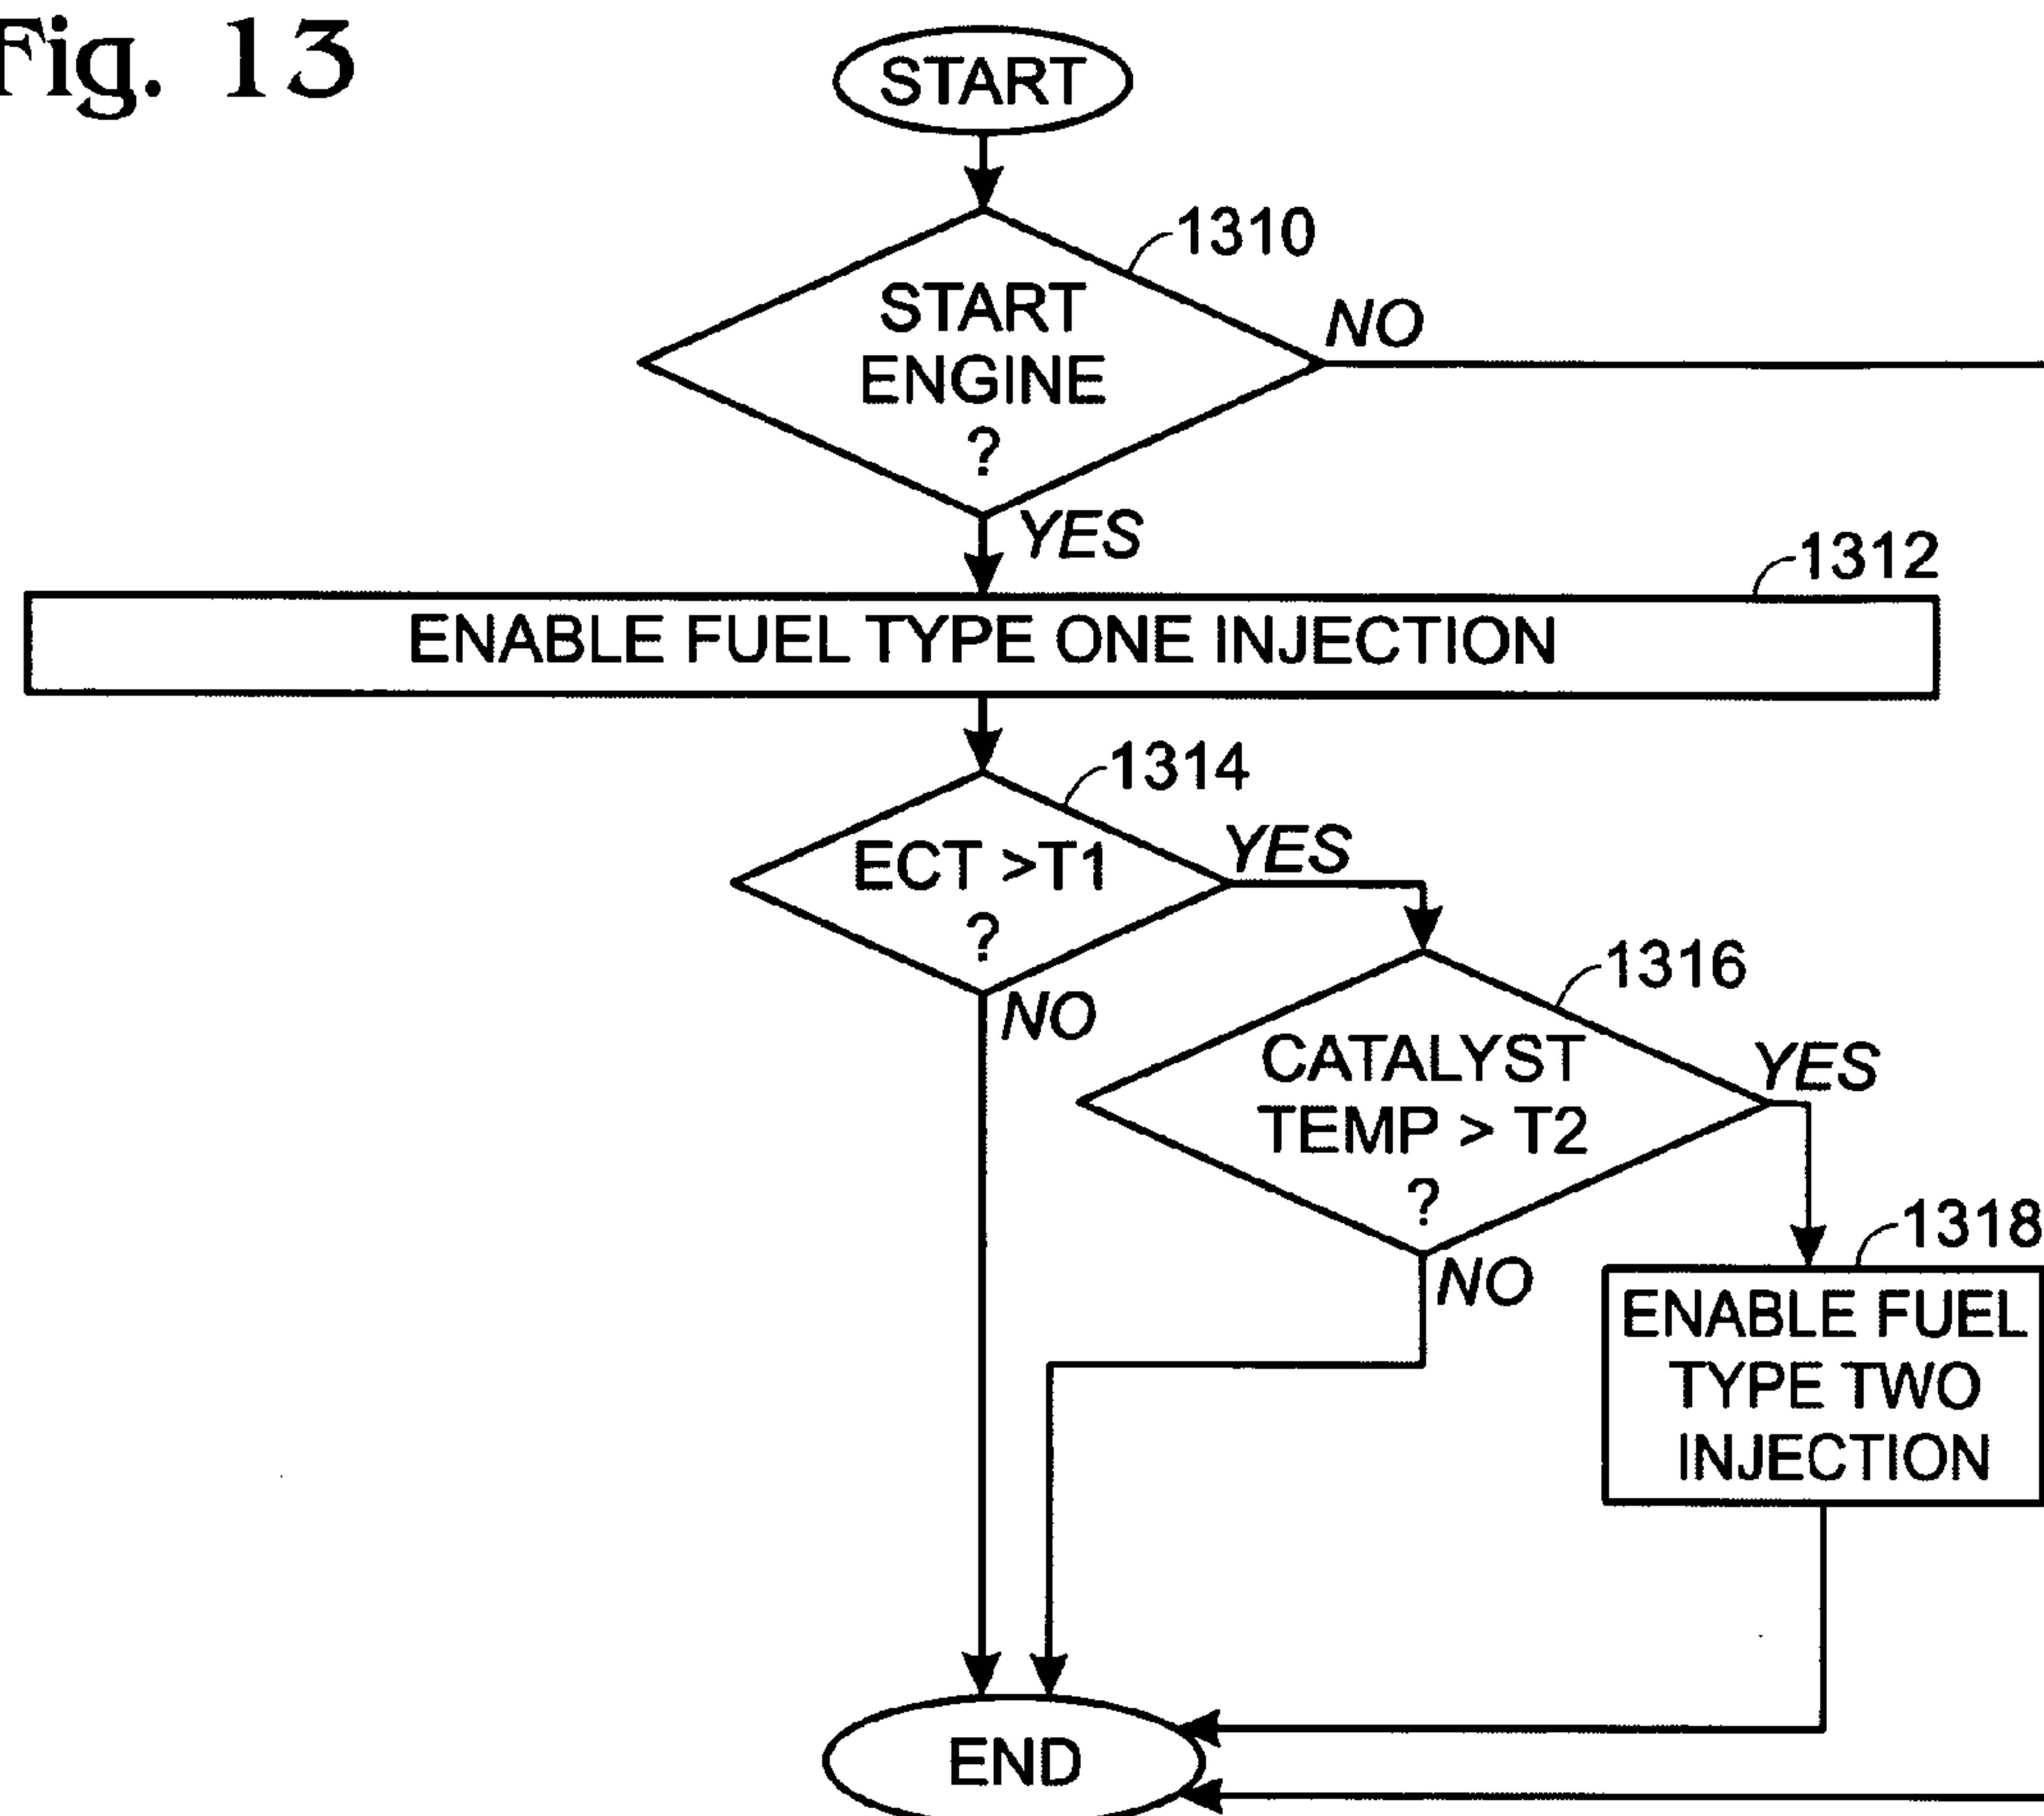 Fig. 13
START
1310
START
ENGINE
?
NO
YES
1312
ENABLE FUEL TYPE ONE INJECTION
1314
ECT >T1
?
YES
NO
1316
CATALYST
TEMP > T2
?
YES
NO
1318
ENABLE FUEL
TYPE TWO
INJECTION
END